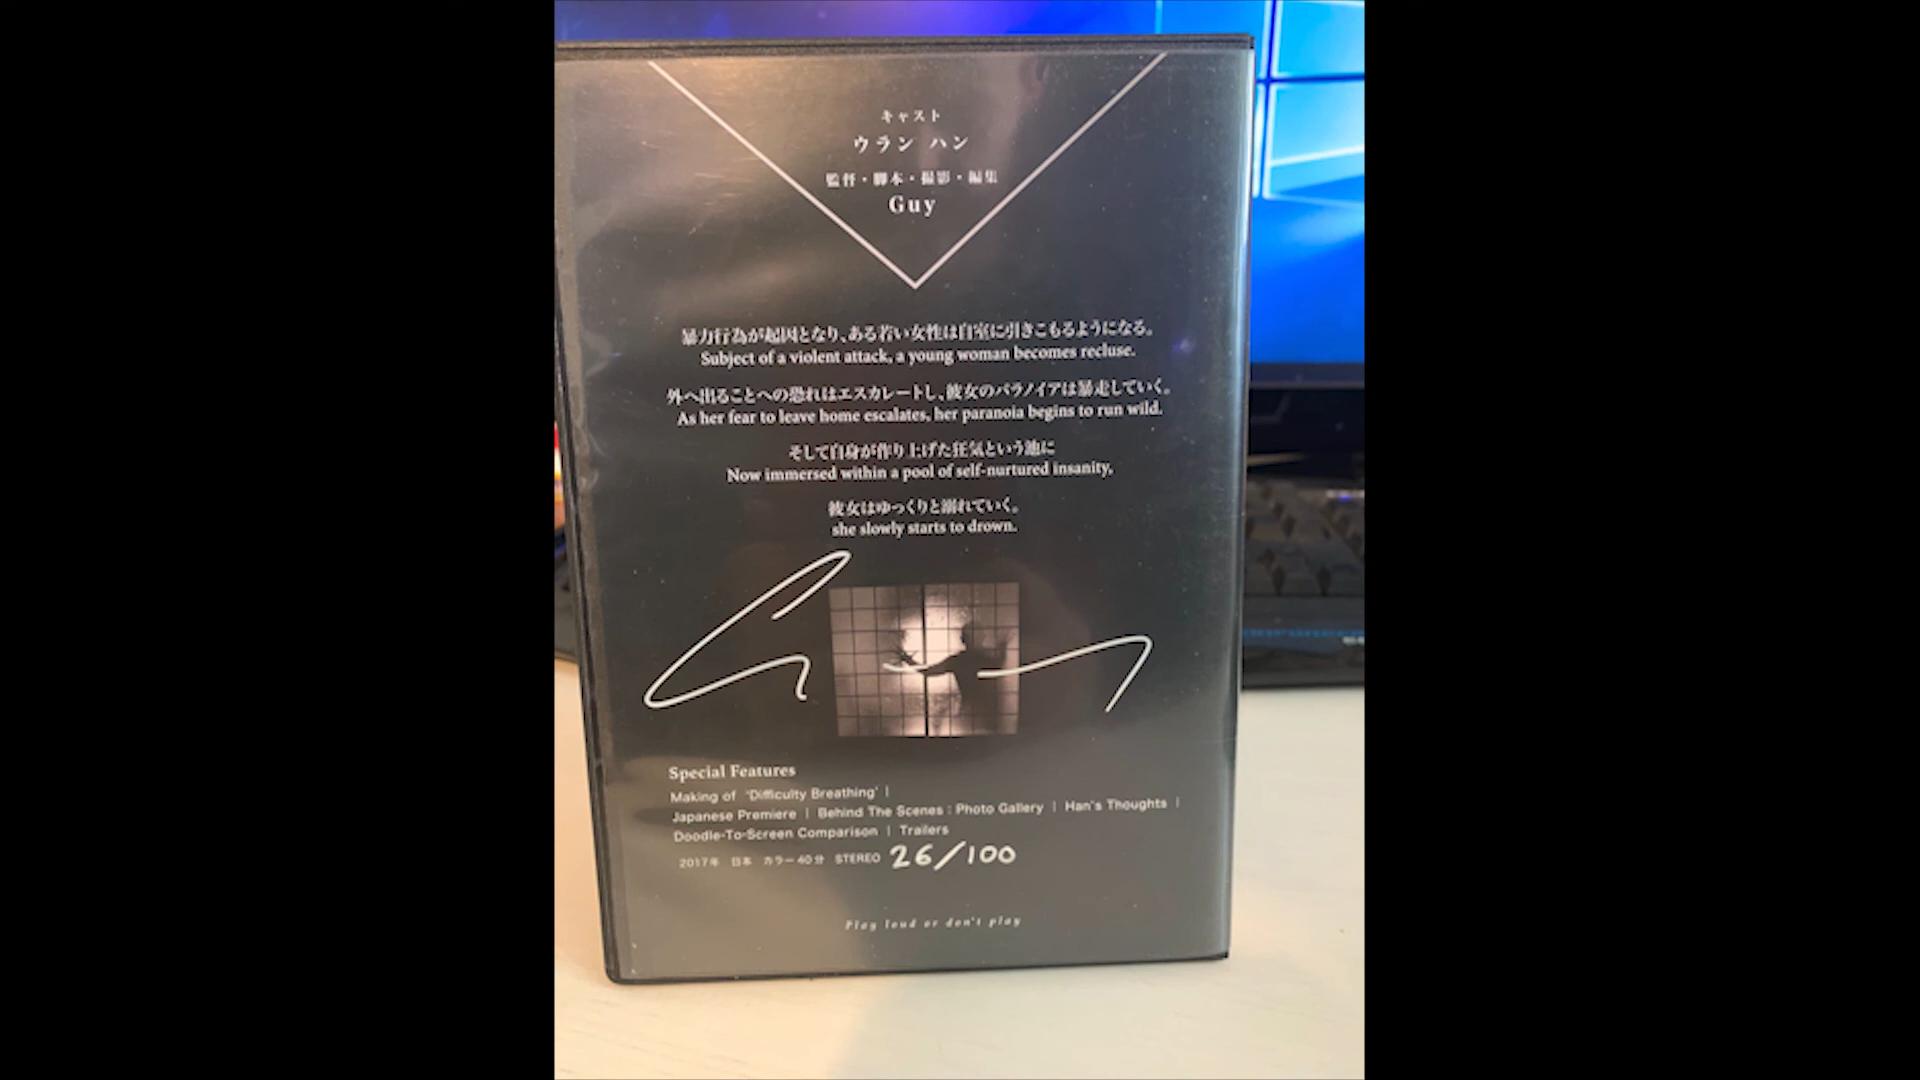 キャスト
ウラン ハン
監督・脚本・撮影・編集
Guy
暴力行為が起因となり、ある若い女性は自室に引きこもるようになる。
Subject of a violent attack, a young woman becomes recluse.
外へ出ることへの恐れはエスカレートし、彼女のパラノイアは暴走していく。
As her fear to leave home escalates, her paranoia begins to run wild.
そして自身が作り上げた狂気という池に
Now immersed within a pool of self-nurtured insanity,
彼女はゆっくりと溺れていく。
she slowly starts to drown.
Special Features
Making of 'Difficulty Breathing' |
Japanese Premiere | Behind The Scenes : Photo Gallery | Han's Thoughts |
Doodle-To-Screen Comparison | Trailers
2017年 日本 カラー 40分 STEREO 26/100
Play loud or don't play